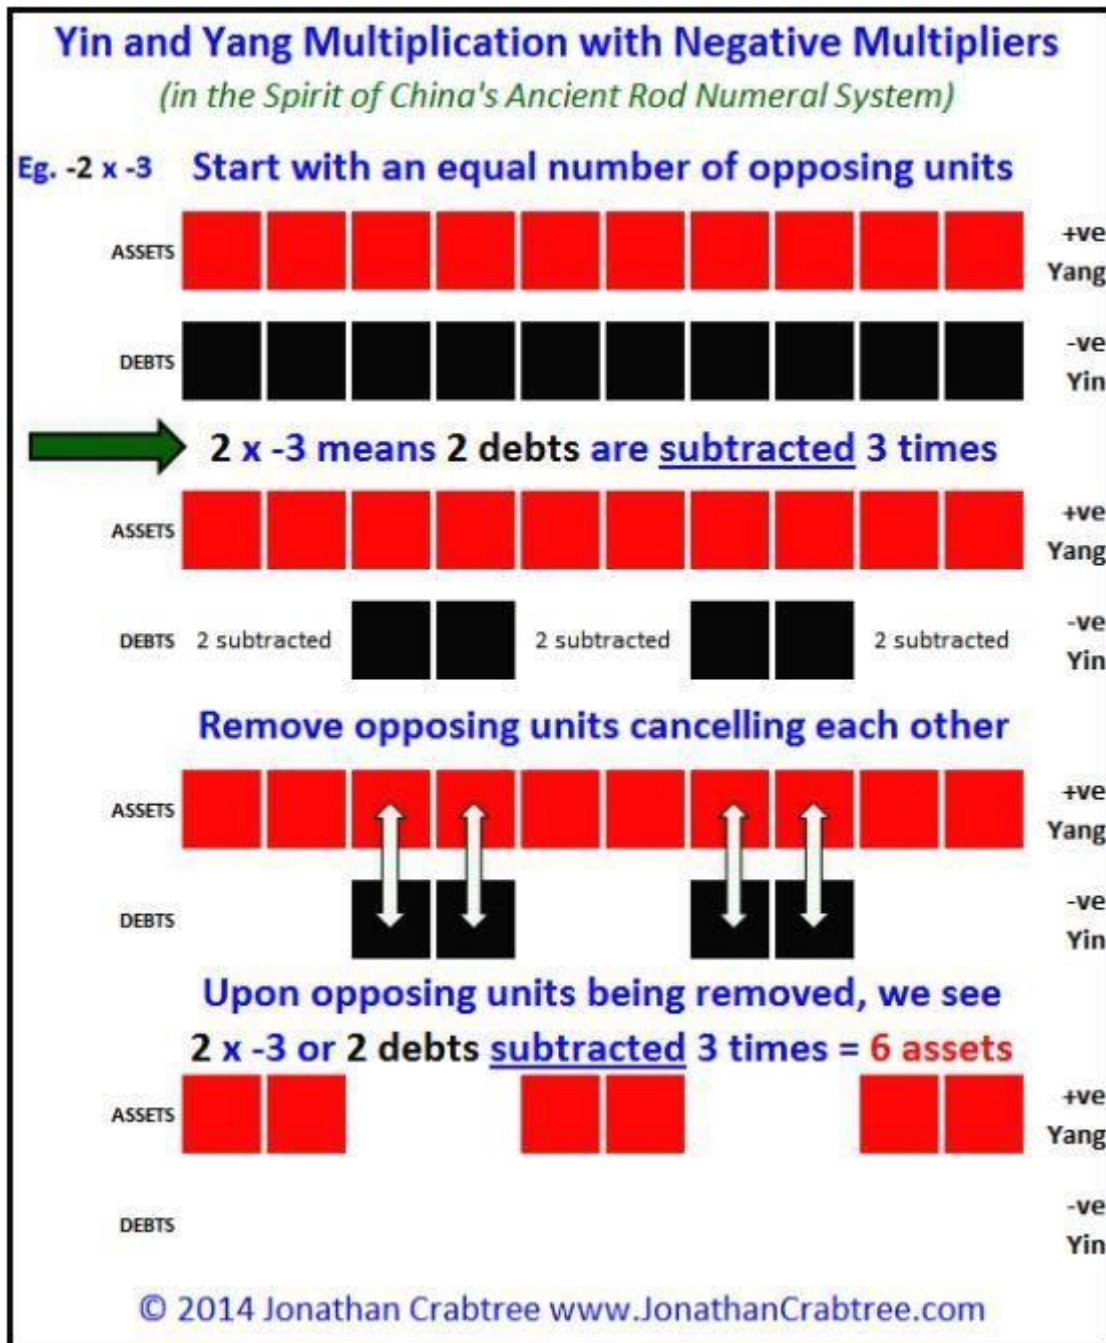 Yin and Yang Multiplication with Negative Multipliers
(in the Spirit of China's Ancient Rod Numeral System)
Eg. -2 x -3 Start with an equal number of opposing units
ASSETS +ve Yang
DEBTS -ve Yin
2 x -3 means 2 debts are subtracted 3 times
ASSETS +ve Yang
DEBTS 2 subtracted 2 subtracted 2 subtracted -ve Yin
Remove opposing units cancelling each other
ASSETS +ve Yang
DEBTS -ve Yin
Upon opposing units being removed, we see
2 x -3 or 2 debts subtracted 3 times = 6 assets
ASSETS +ve Yang
DEBTS -ve Yin
© 2014 Jonathan Crabtree www.JonathanCrabtree.com